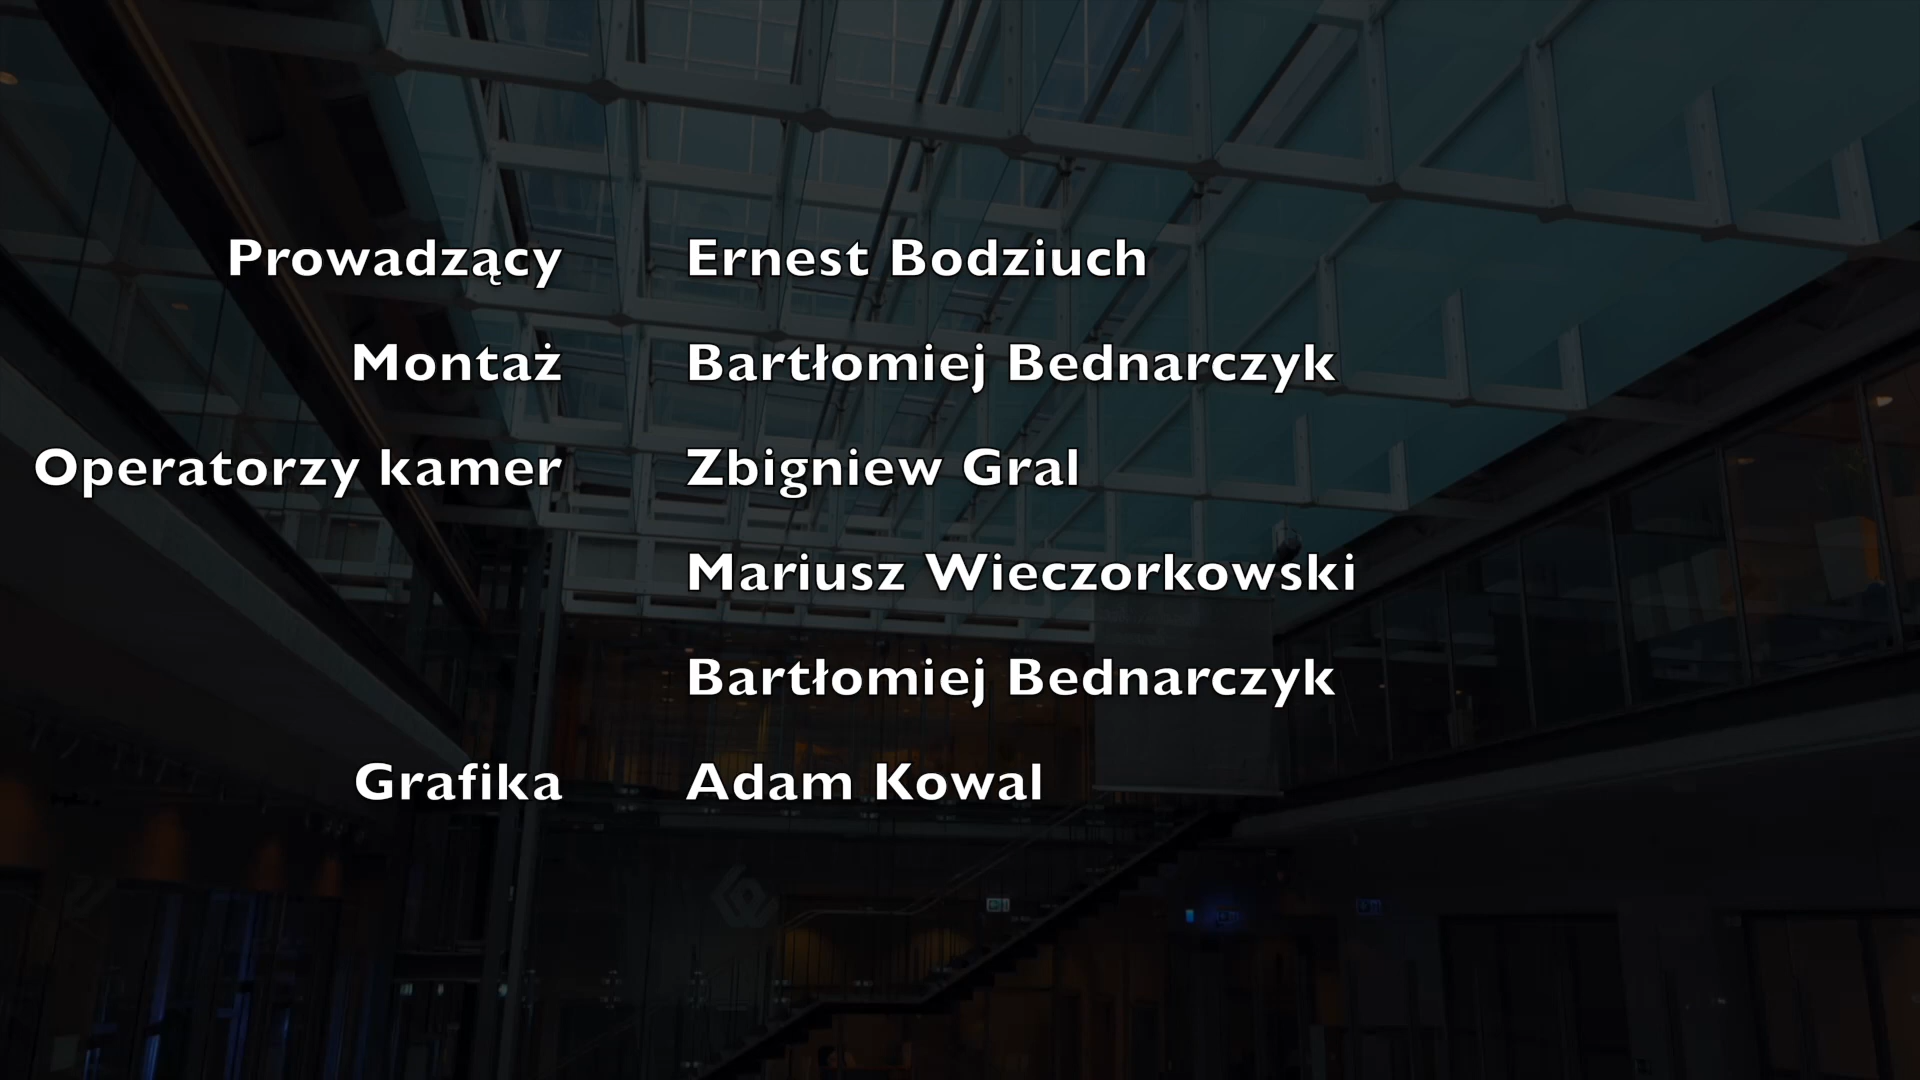 Prowadzący Ernest Bodziuch
Montaż Bartłomiej Bednarczyk
Operatorzy kamer Zbigniew Gral
Mariusz Wieczorkowski
Bartłomiej Bednarczyk
Grafika Adam Kowal